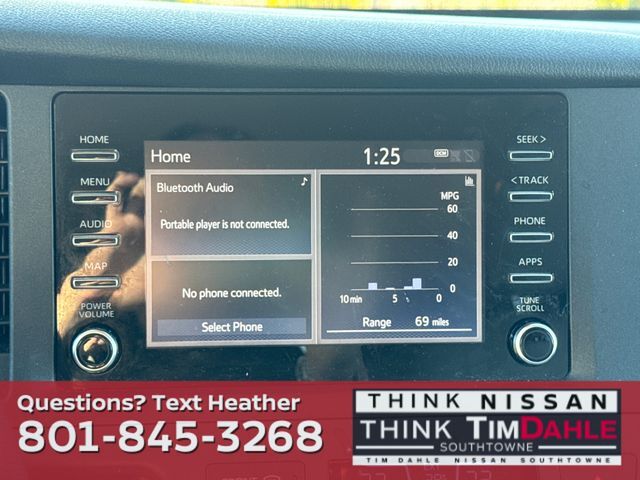 HOME
MENU
AUDIO
MAP
POWER
VOLUME
Home
1:25
DCM
Bluetooth Audio
Portable player is not connected.
No phone connected.
Select Phone
MPG
60
40
20
0
10 min 5 0
Range 69 miles
SEEK >
< TRACK
PHONE
APPS
TUNE
SCROLL
Questions? Text Heather
801-845-3268
THINK NISSAN
THINK TIMDAHLE
SOUTHTOWNE
TIM DAHLE NISSAN SOUTHTOWNE
FRONT